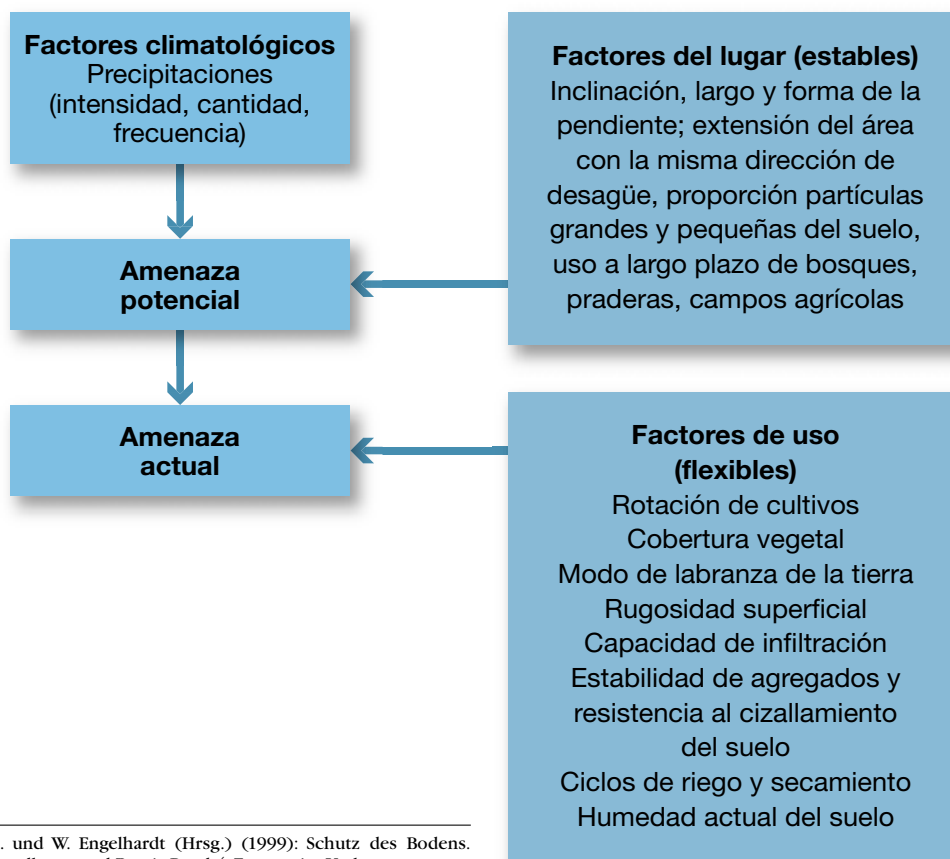 Factores climatológicos
Precipitaciones
(intensidad, cantidad,
frecuencia)
Factores del lugar (estables)
Inclinación, largo y forma de la
pendiente; extensión del área
con la misma dirección de
desagüe, proporción partículas
grandes y pequeñas del suelo,
uso a largo plazo de bosques,
praderas, campos agrícolas
Amenaza
potencial
Amenaza
actual
Factores de uso
(flexibles)
Rotación de cultivos
Cobertura vegetal
Modo de labranza de la tierra
Rugosidad superficial
Capacidad de infiltración
Estabilidad de agregados y
resistencia al cizallamiento
del suelo
Ciclos de riego y secamiento
Humedad actual del suelo
. und W. Engelhardt (Hrsg.) (1999): Schutz des Bodens.